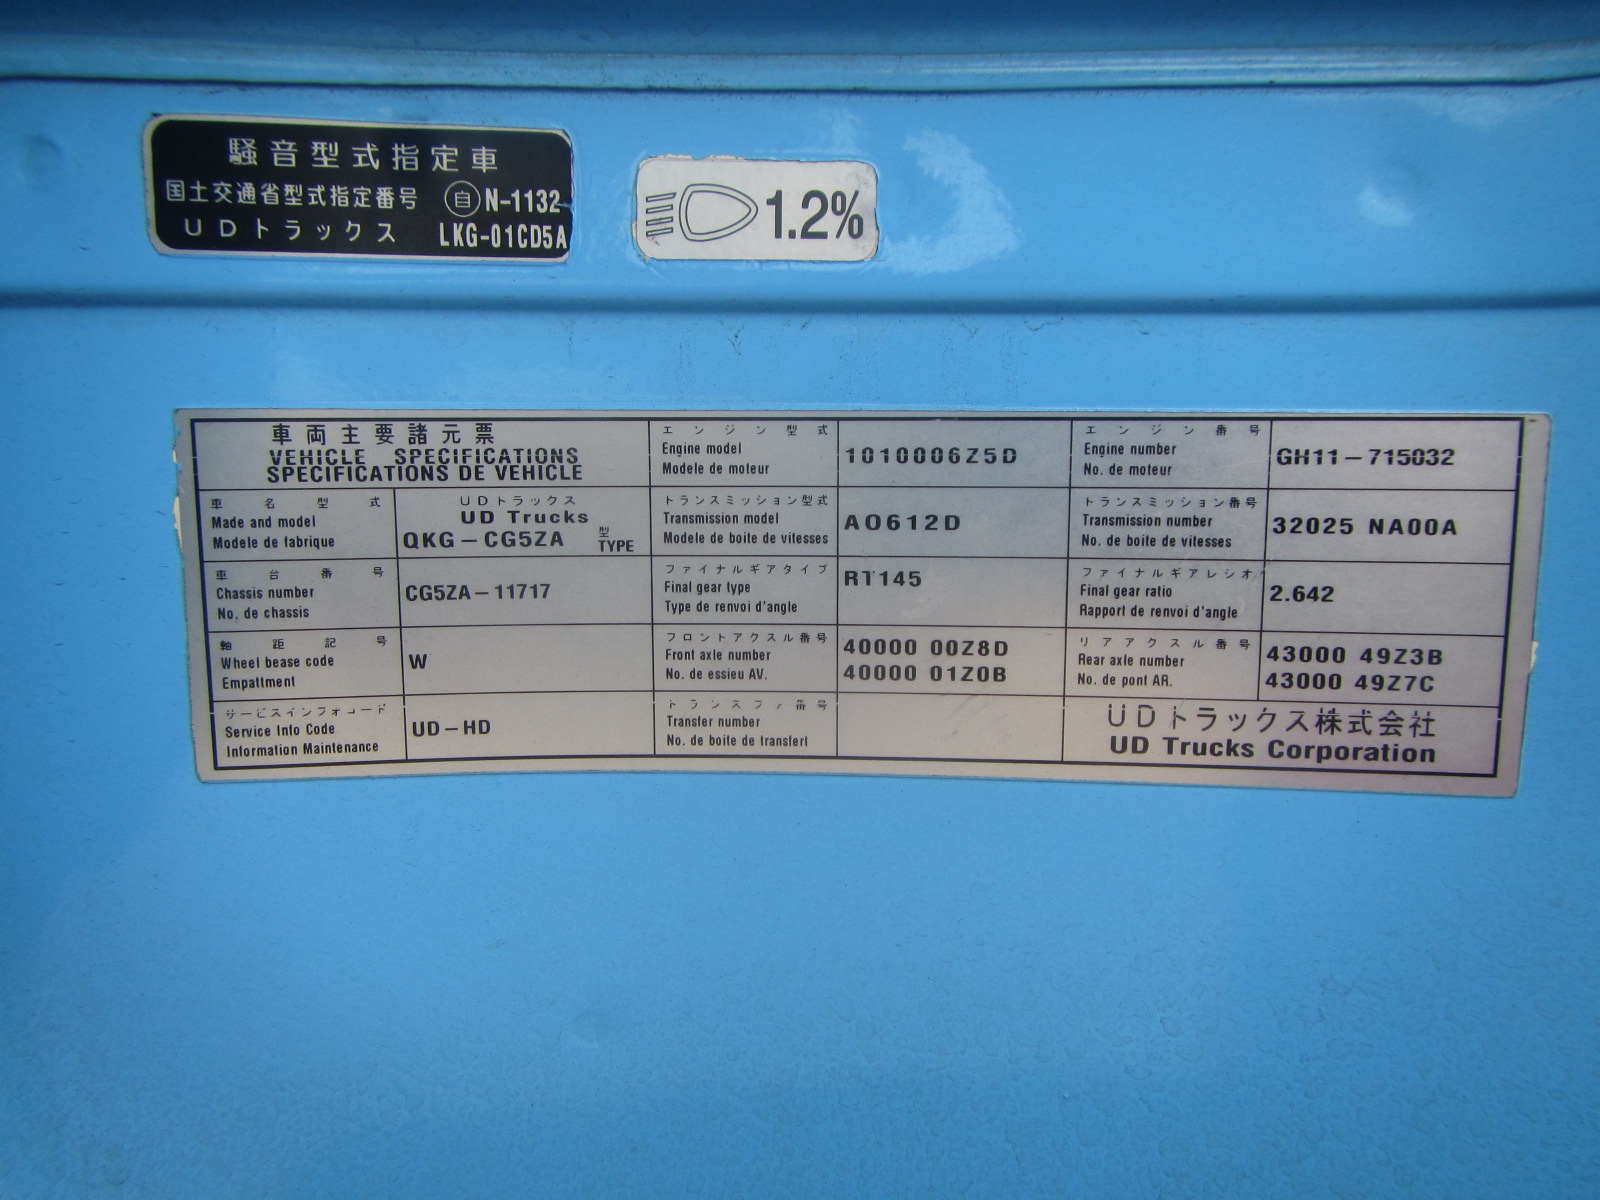 騒音型式指定車
国土交通省型式指定番号 自 N-1132
UDトラックス LKG-01CD5A
1.2%
車両主要諸元票
VEHICLE SPECIFICATIONS
SPECIFICATIONS DE VEHICLE
エンジン型式
Engine model
Modele de moteur
1010006Z5D
エンジン番号
Engine number
No. de moteur
GH11-715032
車名型式
Made and model
Modele de fabrique
UDトラックス
UD Trucks
QKG-CG5ZA 型 TYPE
トランスミッション型式
Transmission model
Modele de boite de vitesses
AO612D
トランスミッション番号
Transmission number
No. de boite de vitesses
32025 NA00A
車台番号
Chassis number
No. de chassis
CG5ZA-11717
ファイナルギアタイプ
Final gear type
Type de renvoi d'angle
RT145
ファイナルギアレシオ
Final gear ratio
Rapport de renvoi d'angle
2.642
軸距記号
Wheel bease code
Empattment
W
フロントアクスル番号
Front axle number
No. de essieu AV.
40000 00Z8D
40000 01Z0B
リアアクスル番号
Rear axle number
No. de pont AR.
43000 49Z3B
43000 49Z7C
サービスインフォコード
Service Info Code
Information Maintenance
UD-HD
トランスファ番号
Transfer number
No. de boite de transfert
UDトラックス株式会社
UD Trucks Corporation